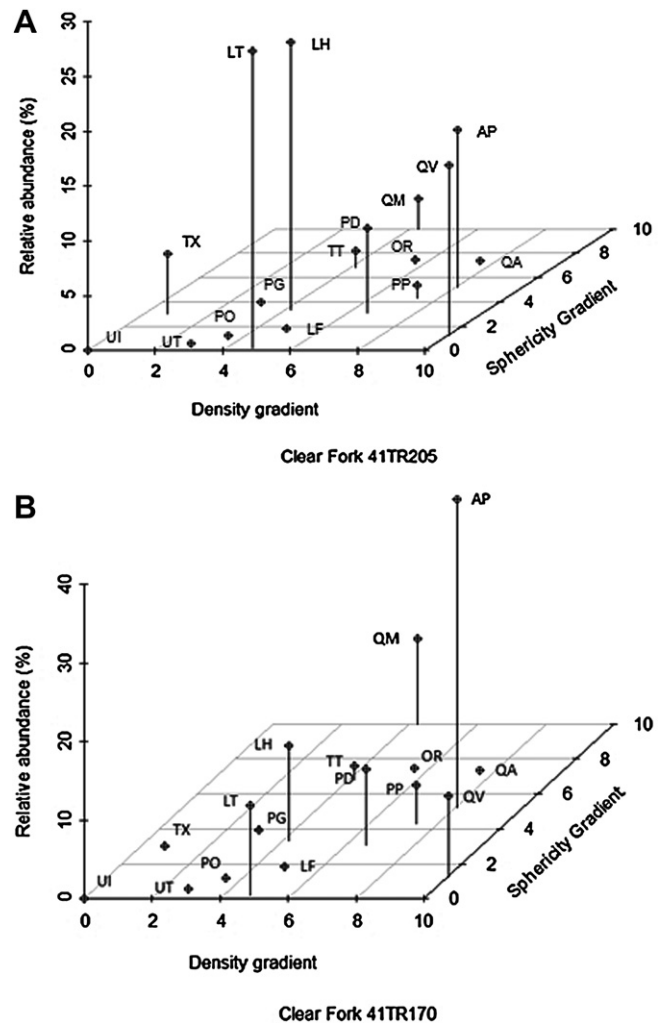 A
Relative abundance (%)
30
25
20
15
10
5
0
LT
LH
AP
QV
QM
PD
TX
TT
OR
QA
PG
PP
PO
UI
UT
LF
10
8
6
4
2
0
Sphericity Gradient
0 2 4 6 8 10
Density gradient
Clear Fork 41TR205
B
AP
Relative abundance (%)
40
30
20
10
0
QM
LH
TT
OR
PD
QA
PP
QV
LT
PG
TX
PO
LF
UI
UT
10
8
6
4
2
0
Sphericity Gradient
0 2 4 6 8 10
Density gradient
Clear Fork 41TR170